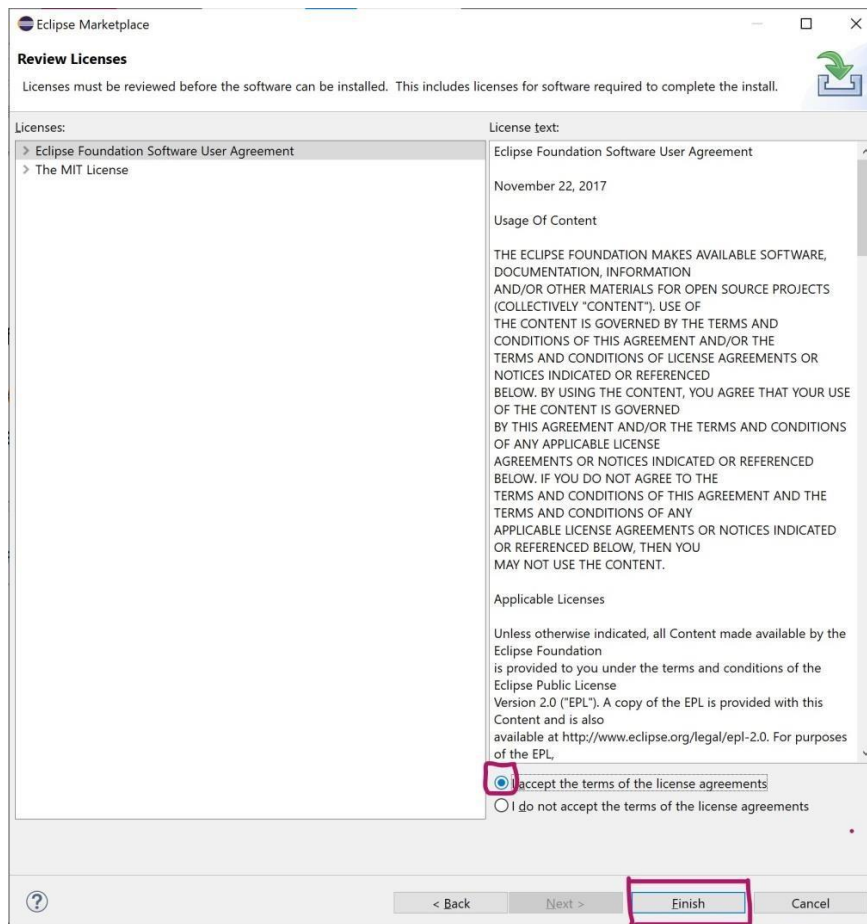 Eclipse Marketplace
Review Licenses
Licenses must be reviewed before the software can be installed. This includes licenses for software required to complete the install.
Licenses:
Eclipse Foundation Software User Agreement
The MIT License
License text:
Eclipse Foundation Software User Agreement
November 22, 2017
Usage Of Content
THE ECLIPSE FOUNDATION MAKES AVAILABLE SOFTWARE,
DOCUMENTATION, INFORMATION
AND/OR OTHER MATERIALS FOR OPEN SOURCE PROJECTS
(COLLECTIVELY "CONTENT"). USE OF
THE CONTENT IS GOVERNED BY THE TERMS AND
CONDITIONS OF THIS AGREEMENT AND/OR THE
TERMS AND CONDITIONS OF LICENSE AGREEMENTS OR
NOTICES INDICATED OR REFERENCED
BELOW. BY USING THE CONTENT, YOU AGREE THAT YOUR USE
OF THE CONTENT IS GOVERNED
BY THIS AGREEMENT AND/OR THE TERMS AND CONDITIONS
OF ANY APPLICABLE LICENSE
AGREEMENTS OR NOTICES INDICATED OR REFERENCED
BELOW. IF YOU DO NOT AGREE TO THE
TERMS AND CONDITIONS OF THIS AGREEMENT AND THE
TERMS AND CONDITIONS OF ANY
APPLICABLE LICENSE AGREEMENTS OR NOTICES INDICATED
OR REFERENCED BELOW, THEN YOU
MAY NOT USE THE CONTENT.
Applicable Licenses
Unless otherwise indicated, all Content made available by the
Eclipse Foundation
is provided to you under the terms and conditions of the
Eclipse Public License
Version 2.0 ("EPL"). A copy of the EPL is provided with this
Content and is also
available at http://www.eclipse.org/legal/epl-2.0. For purposes
of the EPL,
I accept the terms of the license agreements
I do not accept the terms of the license agreements
?
< Back
Next >
Finish
Cancel